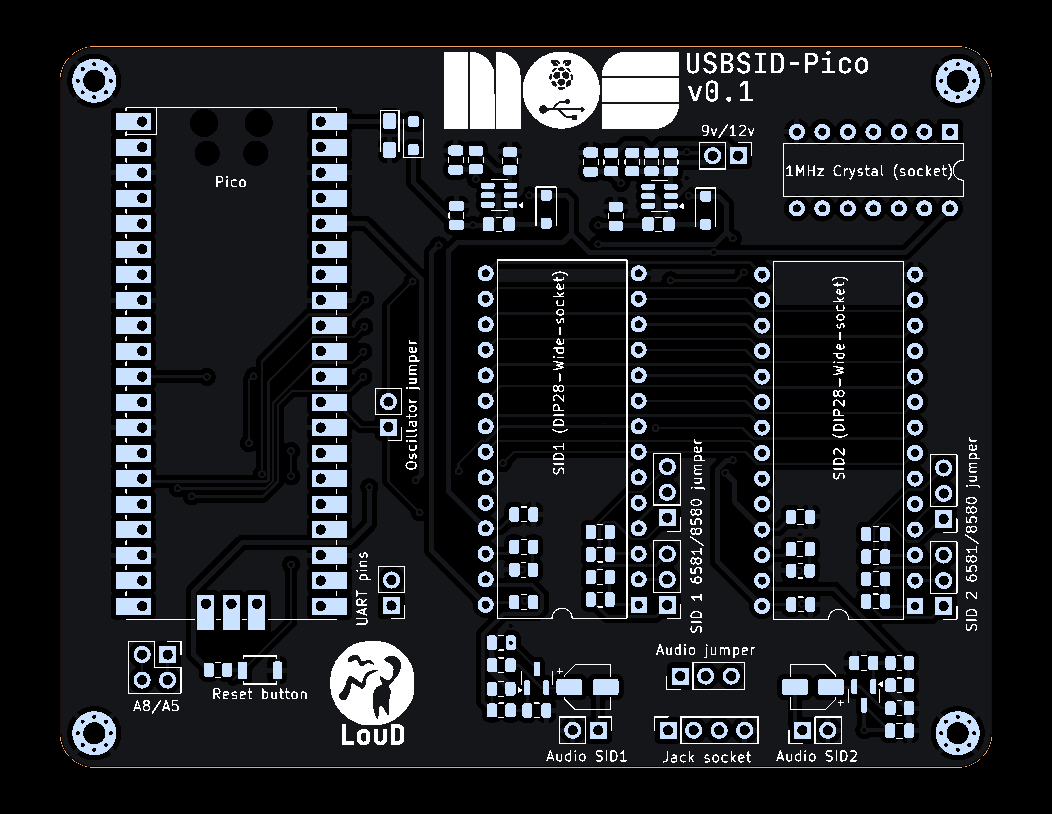 MOS
USBSID-Pico
v0.1
9v/12v
1MHz Crystal (socket)
Pico
Oscillator jumper
SID1 (DIP28-Wide-socket)
SID2 (DIP28-Wide-socket)
SID 1 6581/8580 jumper
SID 2 6581/8580 jumper
UART pins
Reset button
A8/A5
LouD
Audio jumper
+
+
Audio SID1
Jack socket
Audio SID2